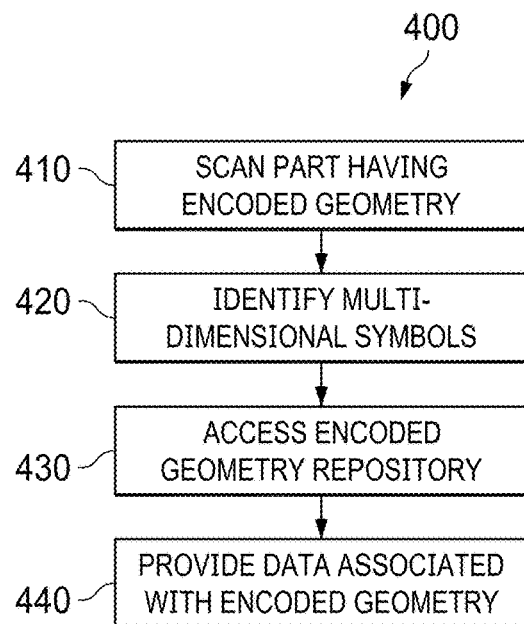 400
410
SCAN PART HAVING
ENCODED GEOMETRY
420
IDENTIFY MULTI-
DIMENSIONAL SYMBOLS
430
ACCESS ENCODED
GEOMETRY REPOSITORY
440
PROVIDE DATA ASSOCIATED
WITH ENCODED GEOMETRY